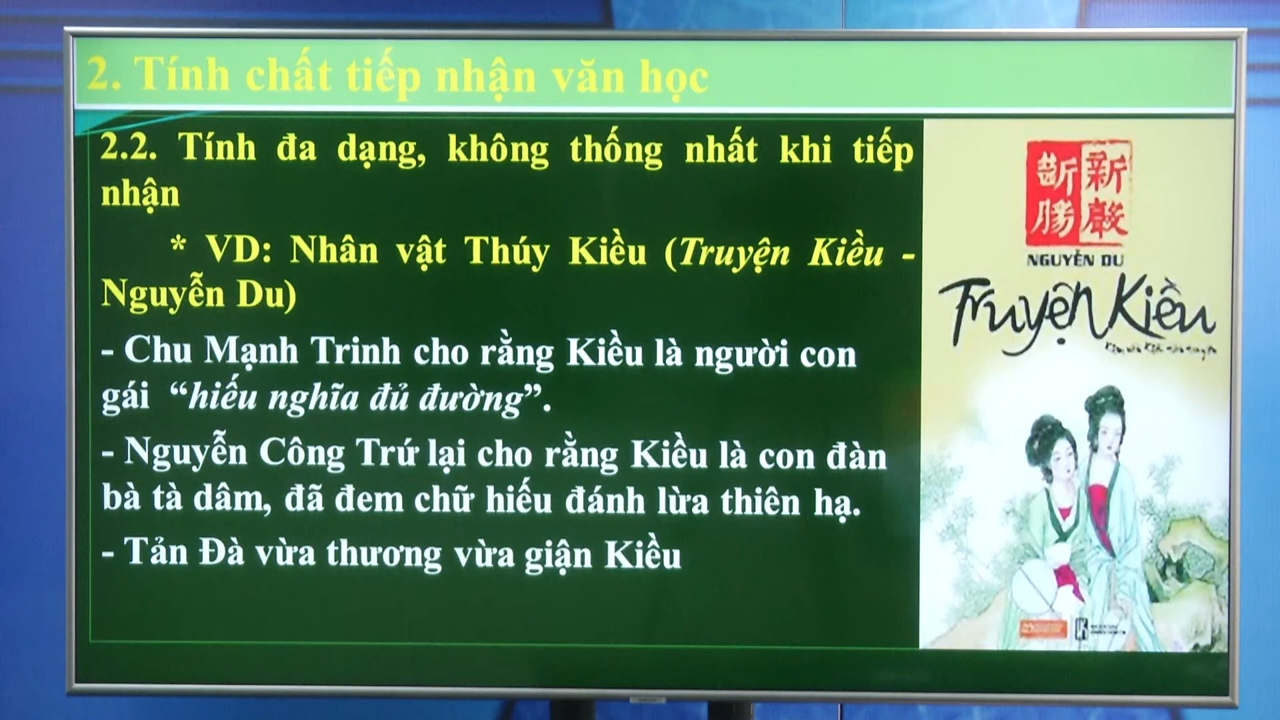 2. Tính chất tiếp nhận văn học
2.2. Tính đa dạng, không thống nhất khi tiếp
nhận
* VD: Nhân vật Thúy Kiều (Truyện Kiều -
Nguyễn Du)
- Chu Mạnh Trinh cho rằng Kiều là người con
gái “hiếu nghĩa đủ đường”.
- Nguyễn Công Trứ lại cho rằng Kiều là con đàn
bà tà dâm, đã đem chữ hiếu đánh lừa thiên hạ.
- Tản Đà vừa thương vừa giận Kiều
斷新
腸聲
NGUYỄN DU
Truyện Kiều